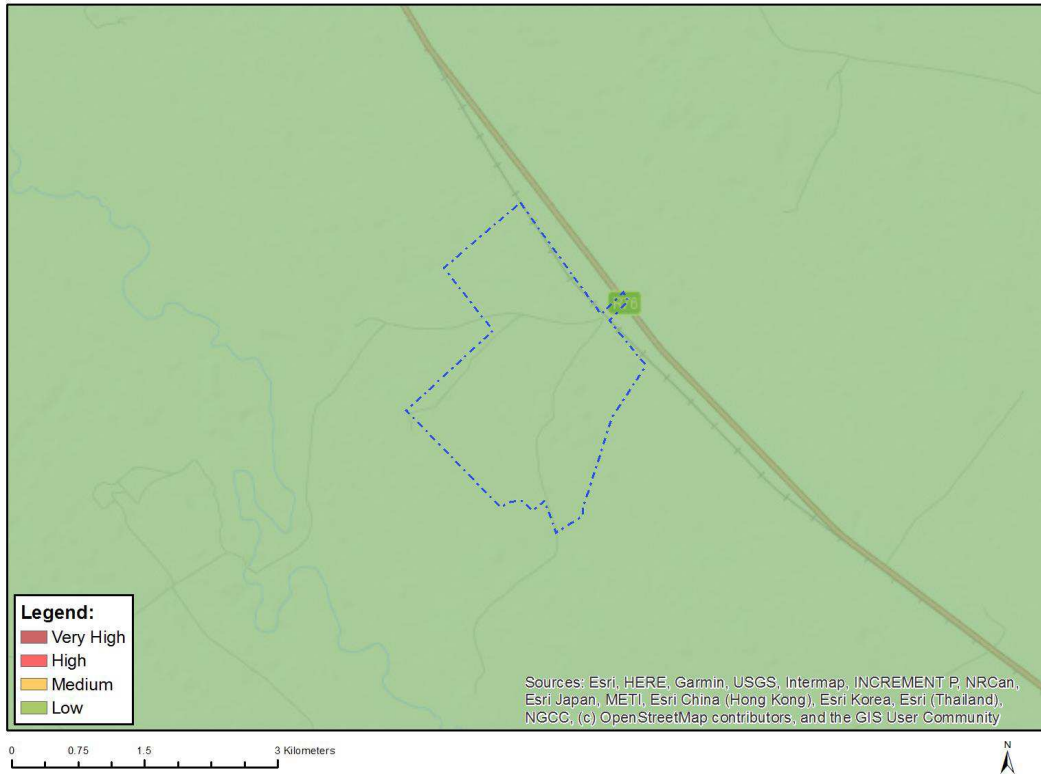 Legend:
Very High
High
Medium
Low
Sources: Esri, HERE, Garmin, USGS, Intermap, INCREMENT P, NRCan,
Esri Japan, METI, Esri China (Hong Kong), Esri Korea, Esri (Thailand),
NGCC, (c) OpenStreetMap contributors, and the GIS User Community
0 0.75 1.5 3 Kilometers
N